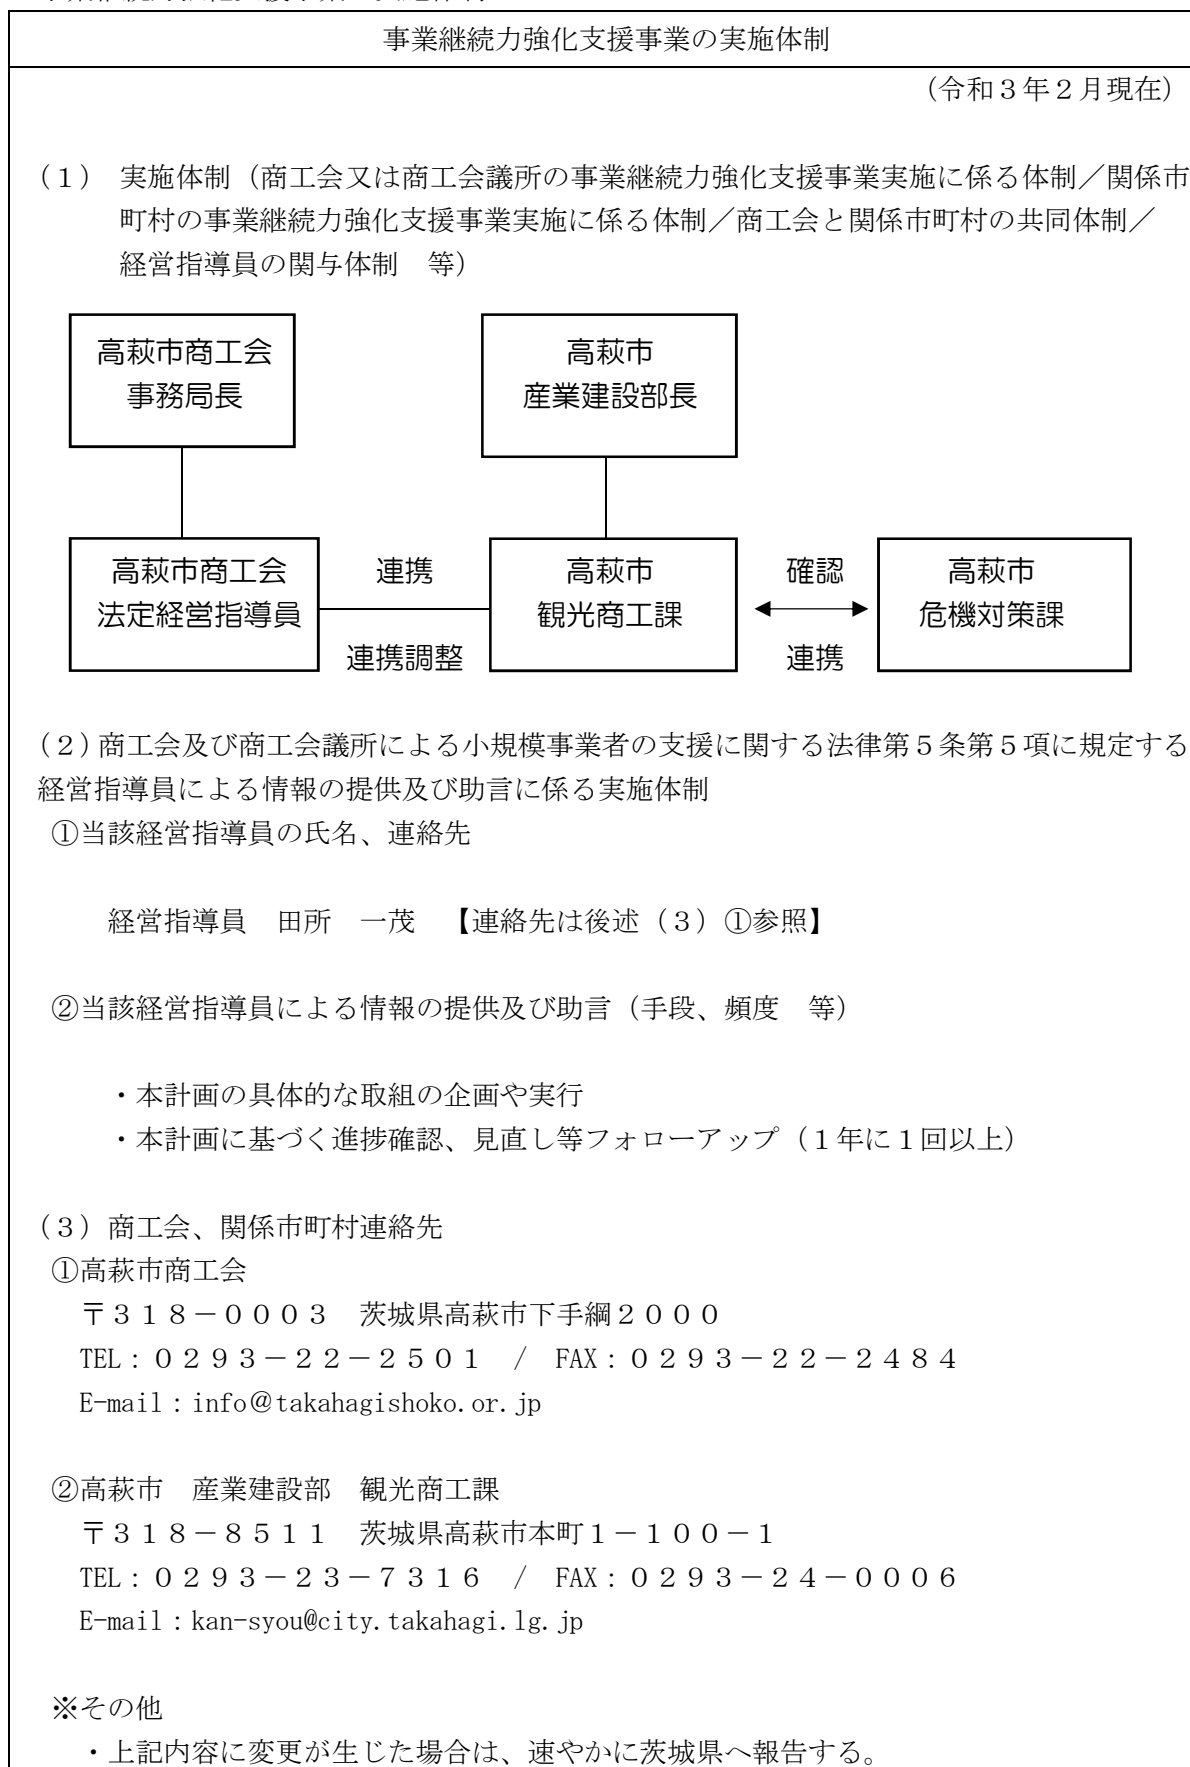 事業継続力強化支援事業の実施体制
（令和３年２月現在）
（１）　実施体制（商工会又は商工会議所の事業継続力強化支援事業実施に係る体制／関係市
町村の事業継続力強化支援事業実施に係る体制／商工会と関係市町村の共同体制／
経営指導員の関与体制　等）
高萩市商工会
事務局長
高萩市
産業建設部長
高萩市商工会
法定経営指導員
連携
連携調整
高萩市
観光商工課
確認
連携
高萩市
危機対策課
（２）商工会及び商工会議所による小規模事業者の支援に関する法律第５条第５項に規定する
経営指導員による情報の提供及び助言に係る実施体制
①当該経営指導員の氏名、連絡先
経営指導員　田所　一茂　【連絡先は後述（３）①参照】
②当該経営指導員による情報の提供及び助言（手段、頻度　等）
・本計画の具体的な取組の企画や実行
・本計画に基づく進捗確認、見直し等フォローアップ（１年に１回以上）
（３）商工会、関係市町村連絡先
①高萩市商工会
〒３１８－０００３　茨城県高萩市下手綱２０００
TEL：０２９３－２２－２５０１　/　FAX：０２９３－２２－２４８４
E-mail：info＠takahagishoko.or.jp
②高萩市　産業建設部　観光商工課
〒３１８－８５１１　茨城県高萩市本町１－１００－１
TEL：０２９３－２３－７３１６　/　FAX：０２９３－２４－０００６
E-mail：kan-syou@city.takahagi.lg.jp
※その他
・上記内容に変更が生じた場合は、速やかに茨城県へ報告する。